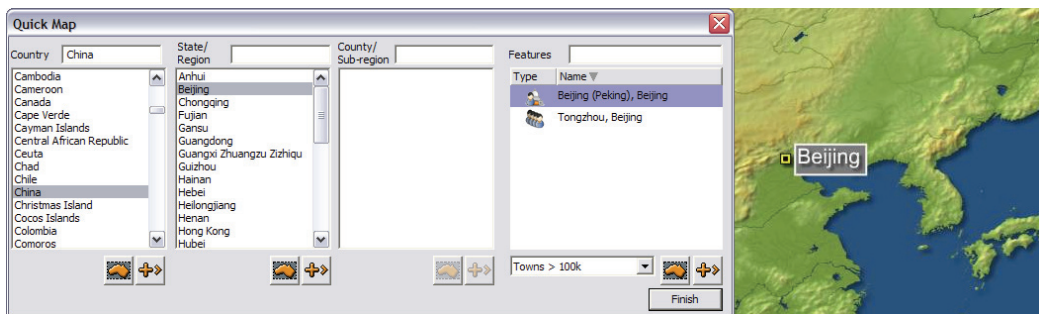 Quick Map
Country China
State/
Region
County/
Sub-region
Features
Cambodia
Cameroon
Canada
Cape Verde
Cayman Islands
Central African Republic
Ceuta
Chad
Chile
China
Christmas Island
Cocos Islands
Colombia
Comoros
Anhui
Beijing
Chongqing
Fujian
Gansu
Guangdong
Guangxi Zhuangzu Zizhiqu
Guizhou
Hainan
Hebei
Heilongjiang
Henan
Hong Kong
Hubei
Type Name
Beijing (Peking), Beijing
Tongzhou, Beijing
Towns > 100k
Finish
Beijing